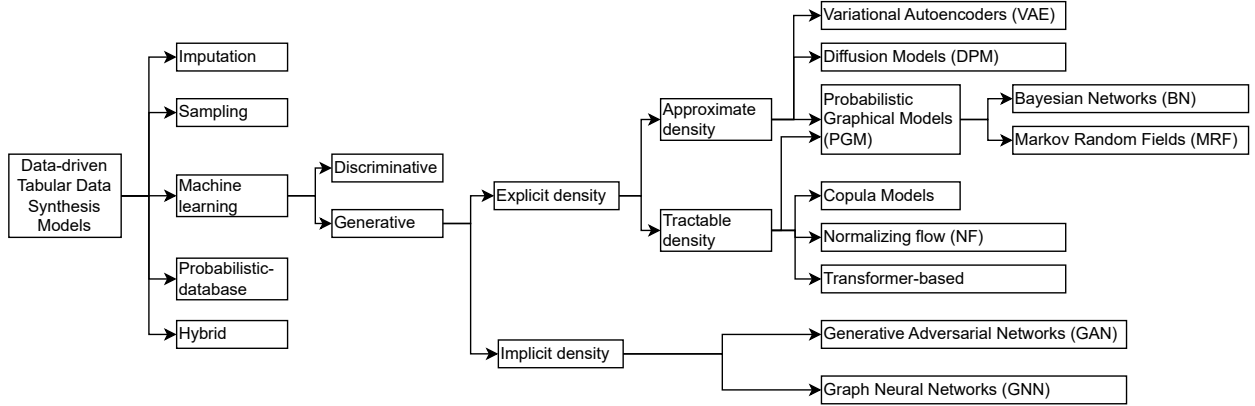 Data-driven
Tabular Data
Synthesis
Models
Imputation
Sampling
Machine
learning
Probabilistic-
database
Hybrid
Discriminative
Generative
Explicit density
Implicit density
Approximate
density
Tractable
density
Variational Autoencoders (VAE)
Diffusion Models (DPM)
Probabilistic
Graphical Models
(PGM)
Bayesian Networks (BN)
Markov Random Fields (MRF)
Copula Models
Normalizing flow (NF)
Transformer-based
Generative Adversarial Networks (GAN)
Graph Neural Networks (GNN)